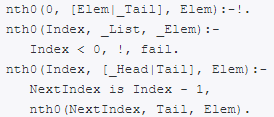 nth0(0, [Elem|_Tail], Elem):-!.
nth0(Index, _List, _Elem):-
    Index < 0, !, fail.
nth0(Index, [_Head|Tail], Elem):-
    NextIndex is Index - 1,
    nth0(NextIndex, Tail, Elem).